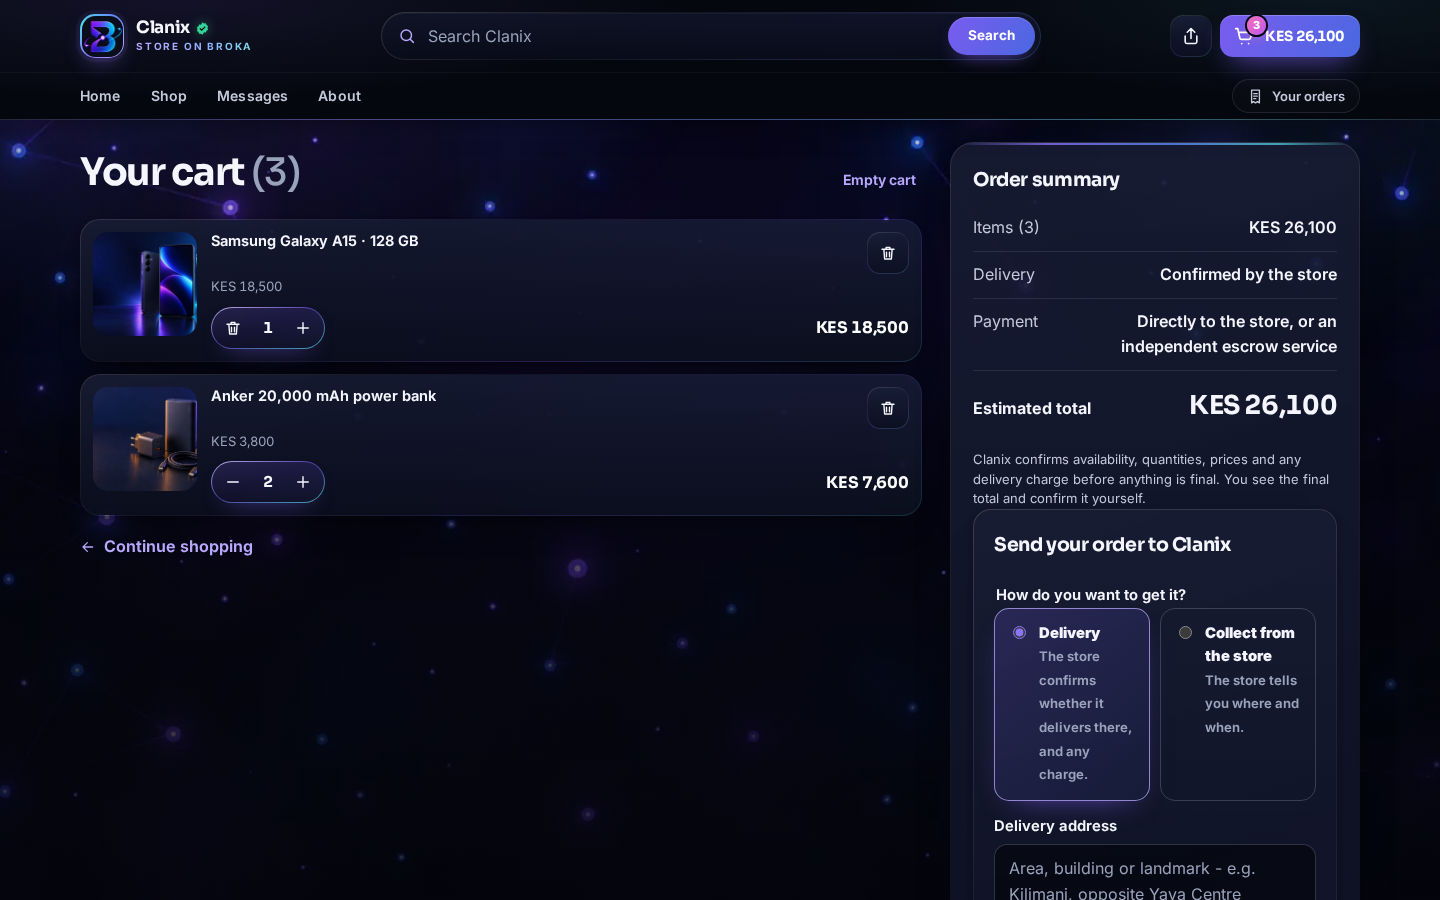 Clanix
STORE ON BROKA
Search Clanix
Search
3
KES 26,100
Home
Shop
Messages
About
Your orders
Your cart (3)
Empty cart
Samsung Galaxy A15 · 128 GB
KES 18,500
1
KES 18,500
Anker 20,000 mAh power bank
KES 3,800
2
KES 7,600
← Continue shopping
Order summary
Items (3)
KES 26,100
Delivery
Confirmed by the store
Payment
Directly to the store, or an
independent escrow service
Estimated total
KES 26,100
Clanix confirms availability, quantities, prices and any
delivery charge before anything is final. You see the final
total and confirm it yourself.
Send your order to Clanix
How do you want to get it?
Delivery
The store
confirms
whether it
delivers there,
and any
charge.
Collect from
the store
The store tells
you where and
when.
Delivery address
Area, building or landmark - e.g.
Kilimani, opposite Yaya Centre